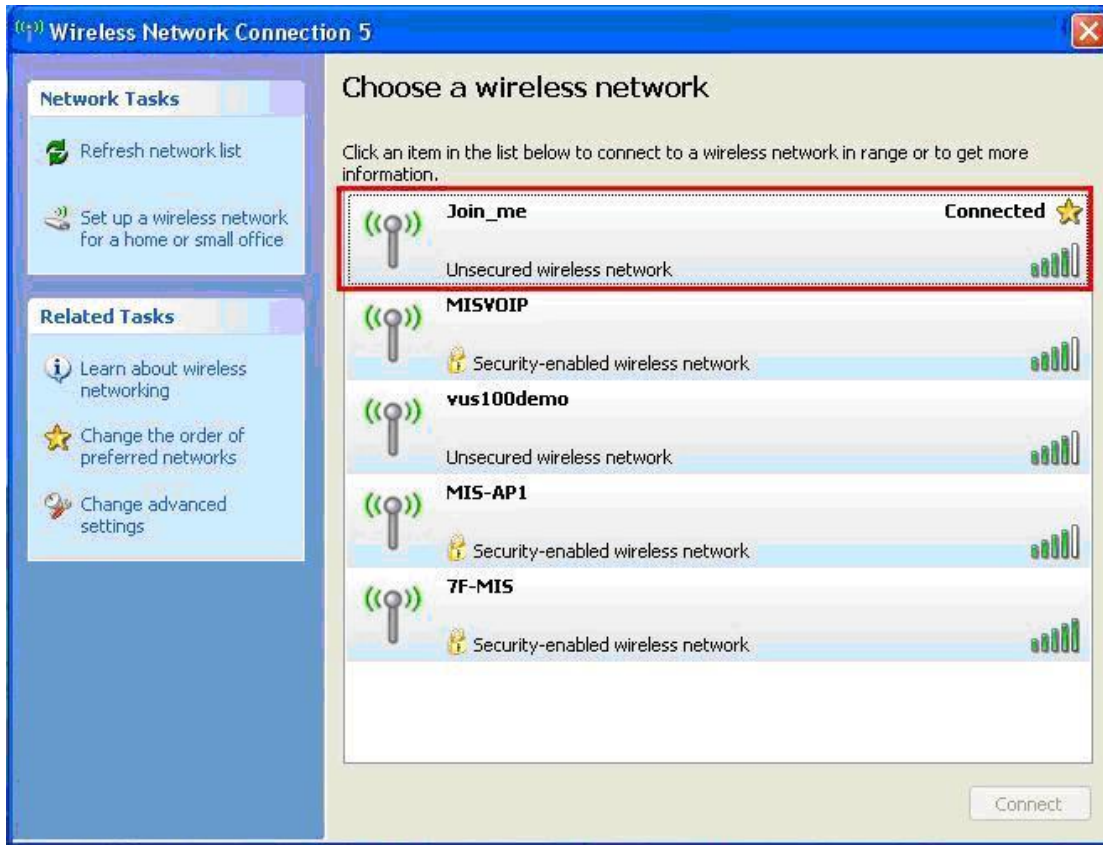 Wireless Network Connection 5
Network Tasks
Refresh network list
Set up a wireless network
for a home or small office
Related Tasks
Learn about wireless
networking
Change the order of
preferred networks
Change advanced
settings
Choose a wireless network
Click an item in the list below to connect to a wireless network in range or to get more
information.
Join_me
Connected
Unsecured wireless network
MISVOIP
Security-enabled wireless network
vus100demo
Unsecured wireless network
MIS-AP1
Security-enabled wireless network
7F-MIS
Security-enabled wireless network
Connect